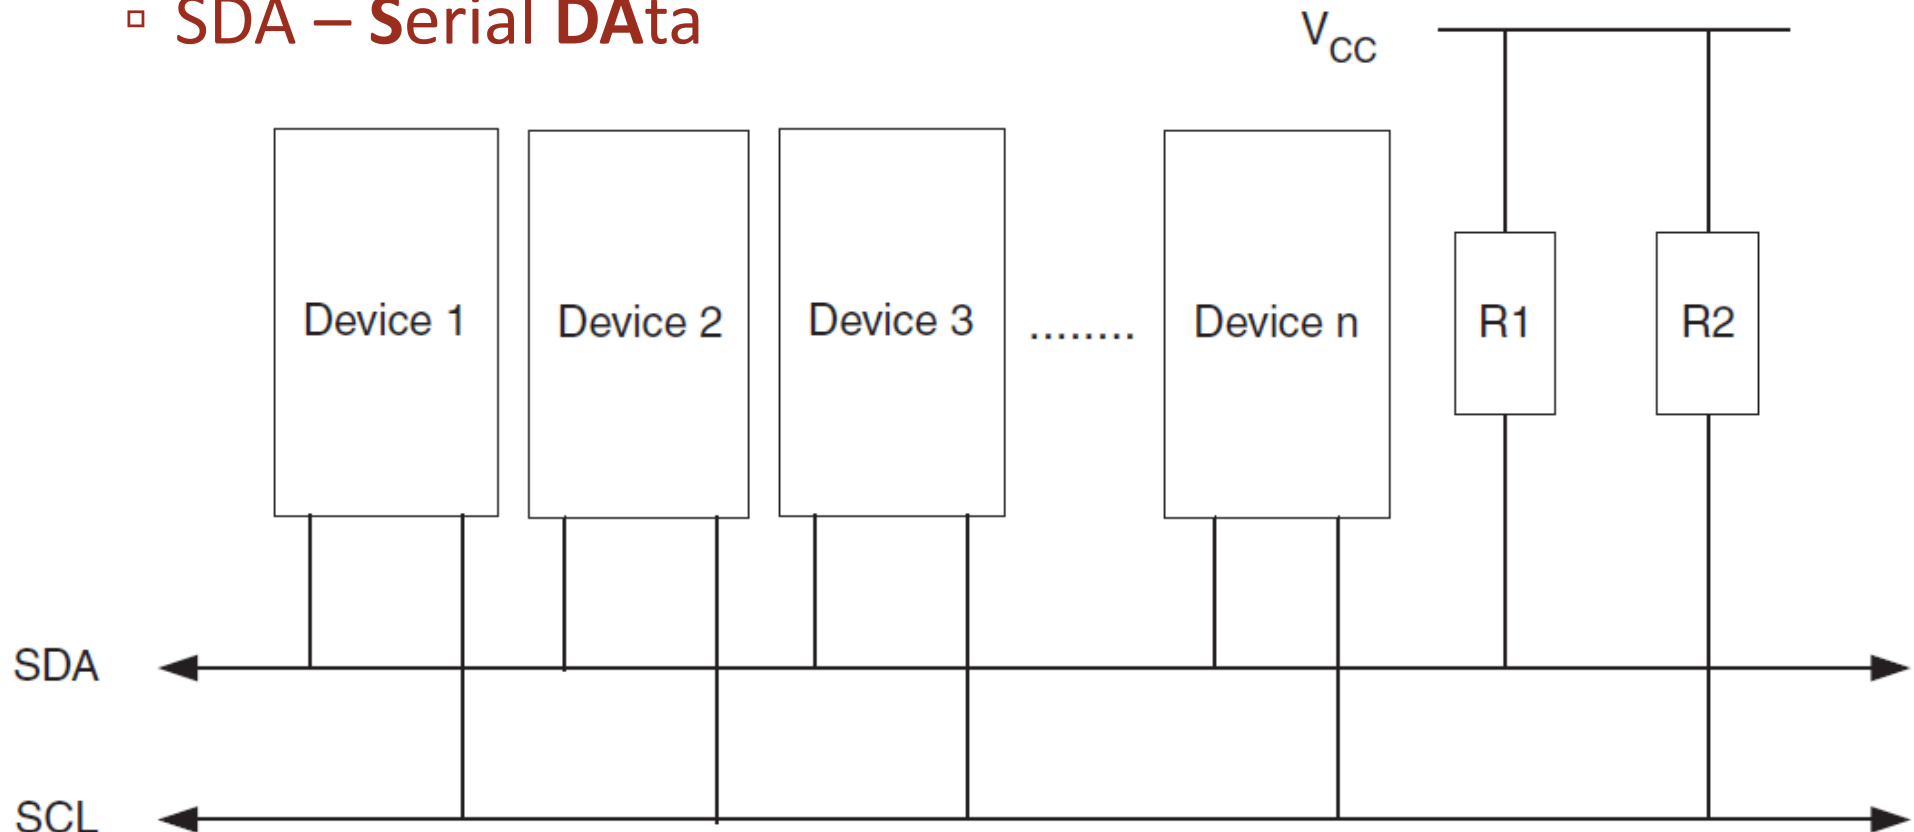 ▫ SDA – Serial DAta
VCC
Device 1
Device 2
Device 3
........
Device n
R1
R2
SDA
SCL